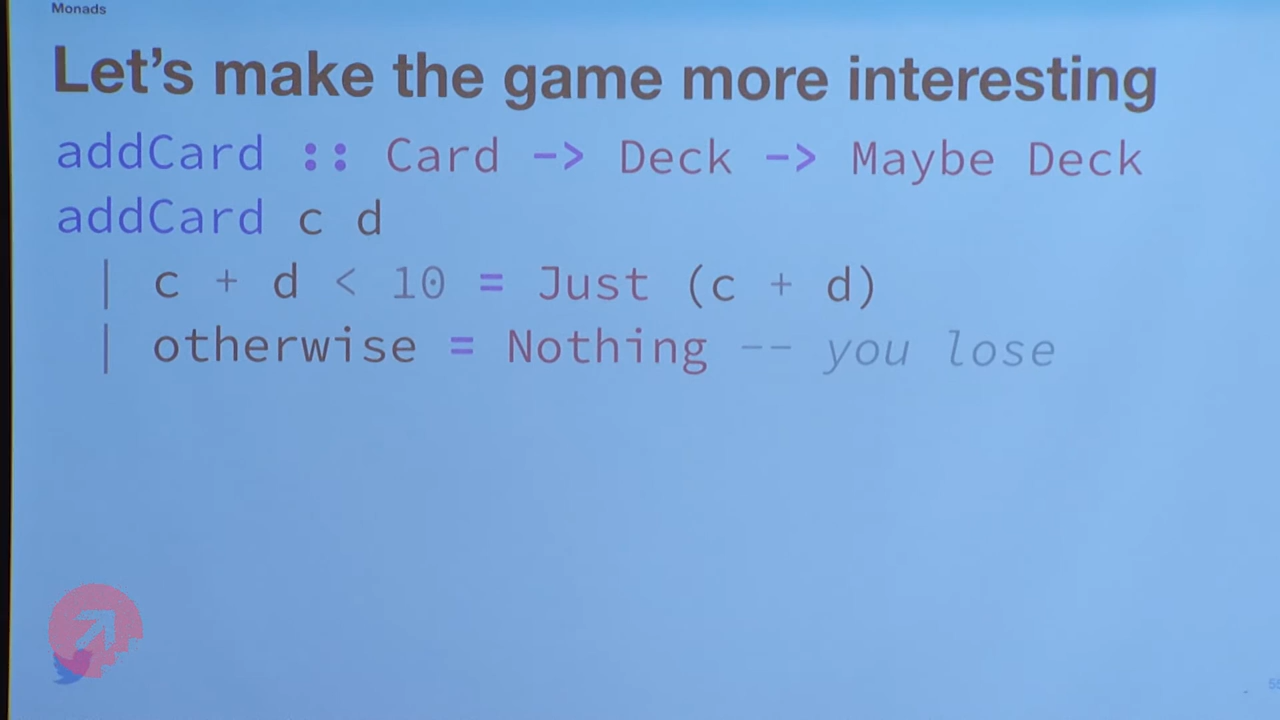 Monads
Let's make the game more interesting
addCard :: Card -> Deck -> Maybe Deck
addCard c d
| c + d < 10 = Just (c + d)
| otherwise = Nothing -- you lose